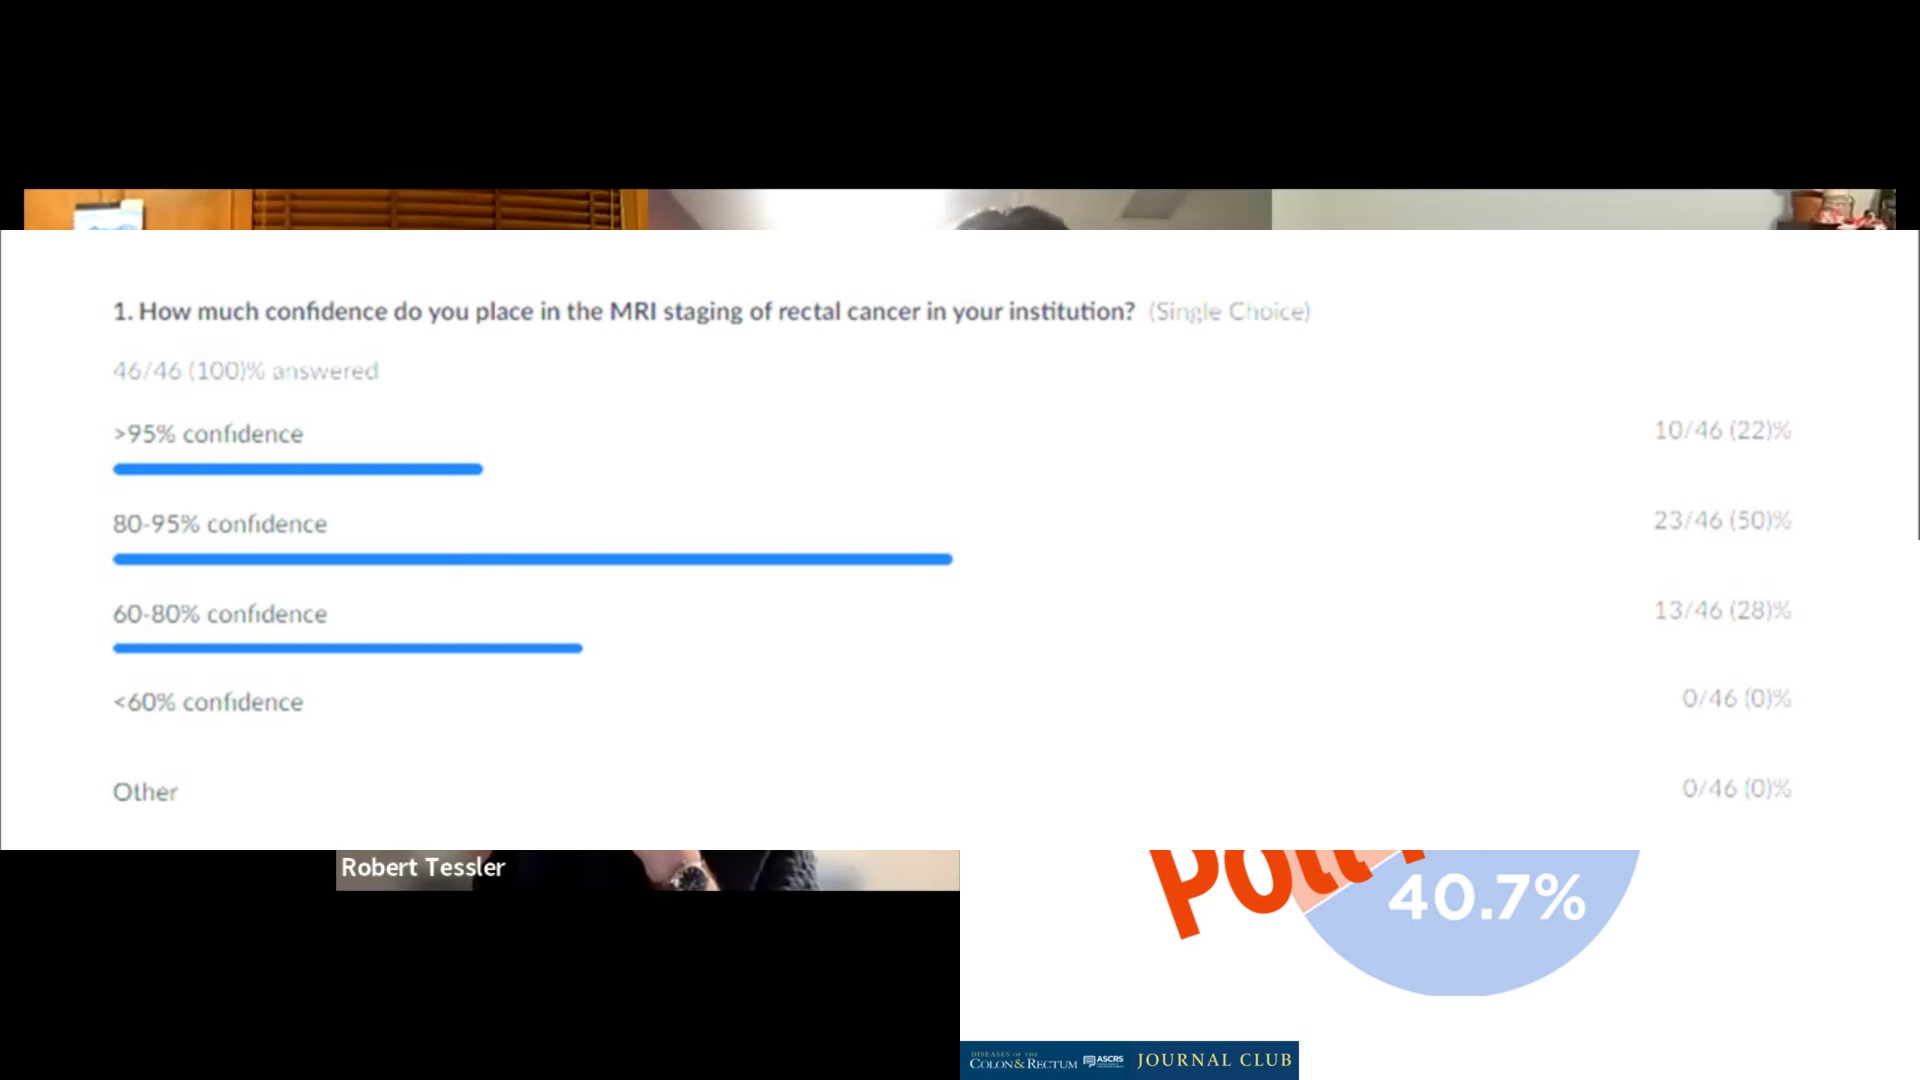 1. How much confidence do you place in the MRI staging of rectal cancer in your institution? (Single Choice)
46/46 (100)% answered
>95% confidence 10/46 (22)%
80-95% confidence 23/46 (50)%
60-80% confidence 13/46 (28)%
<60% confidence 0/46 (0)%
Other 0/46 (0)%
Robert Tessler
40.7%
DISEASES OF THE
COLON&RECTUM ASCRS JOURNAL CLUB